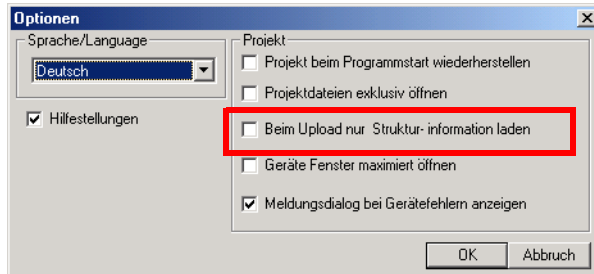 Optionen
Sprache/Language
Deutsch
Hilfestellungen
Projekt
Projekt beim Programmstart wiederherstellen
Projektdateien exklusiv öffnen
Beim Upload nur Struktur- information laden
Geräte Fenster maximiert öffnen
Meldungsdialog bei Gerätefehlern anzeigen
OK
Abbruch